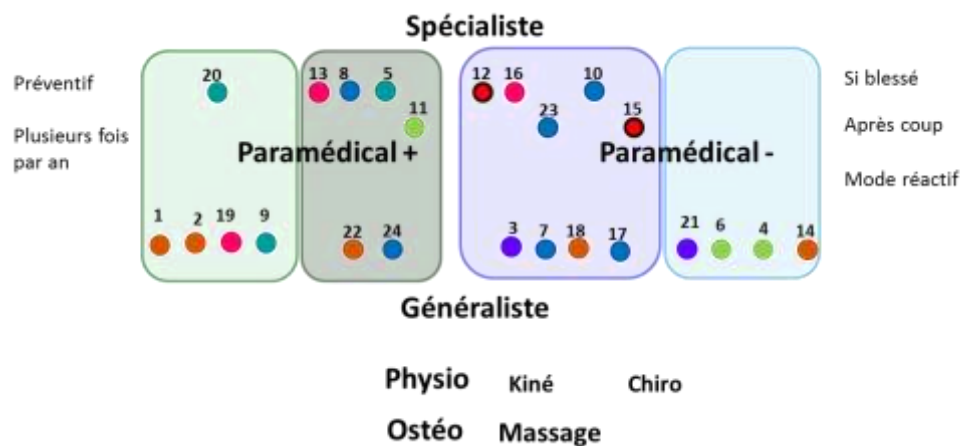 Spécialiste
Préventif
20
13 8 5
12 16
10
Si blessé
11
23
15
Après coup
Plusieurs fois
par an
Paramédical +
Paramédical -
Mode réactif
1 2 19 9
22 24
3 7 18 17
21 6 4 14
Généraliste
Physio Kiné Chiro
Ostéo Massage